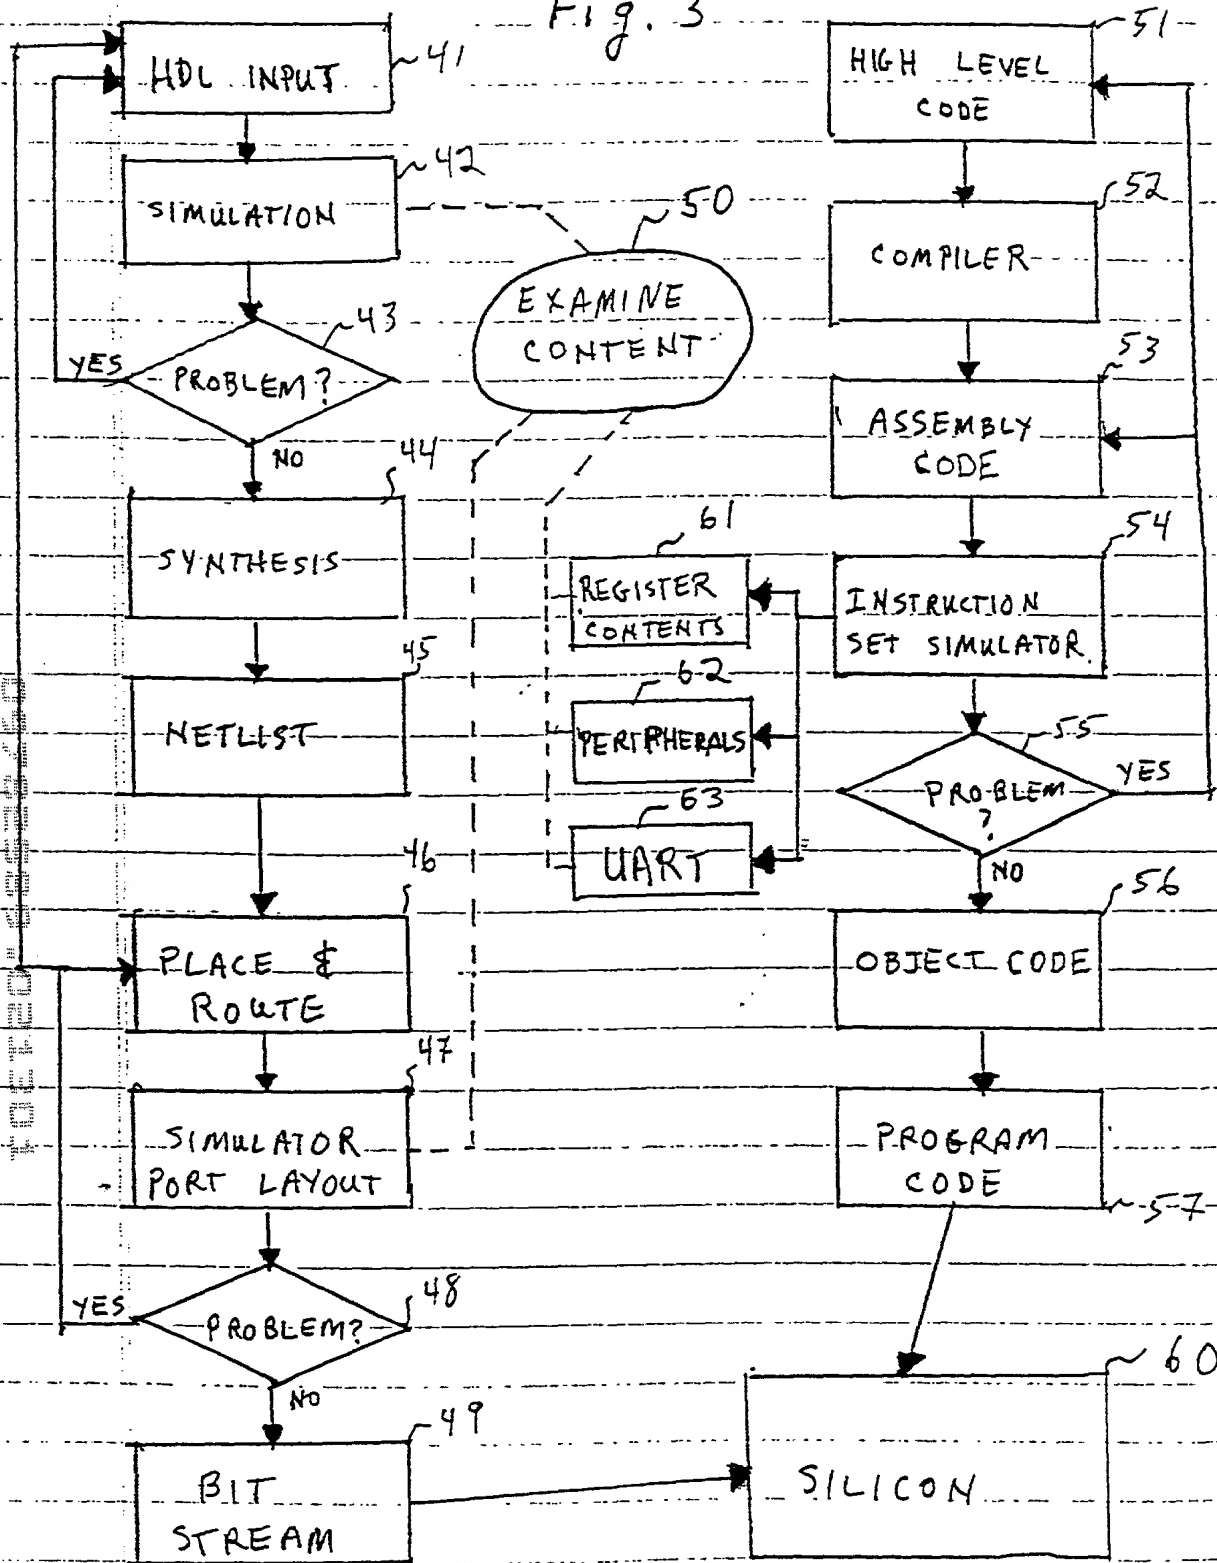 Fig. 3
HDL INPUT
41
SIMULATION
42
PROBLEM?
43
YES
NO
SYNTHESIS
44
NETLIST
45
PLACE &
ROUTE
46
SIMULATOR
PORT LAYOUT
47
PROBLEM?
48
YES
NO
BIT
STREAM
49
EXAMINE
CONTENT
50
REGISTER
CONTENTS
61
PERIPHERALS
62
UART
63
HIGH LEVEL
CODE
51
COMPILER
52
ASSEMBLY
CODE
53
INSTRUCTION
SET SIMULATOR
54
PROBLEM
?
55
YES
NO
OBJECT CODE
56
PROGRAM
CODE
57
SILICON
60